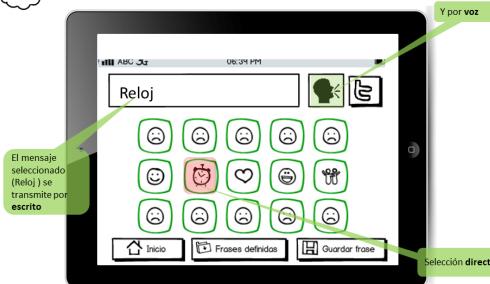 Y por voz
ABC 3G 06:34 PM
Reloj
El mensaje
seleccionado
(Reloj ) se
transmite por
escrito
Inicio
Frases definidas
Guardar frase
Selección direct